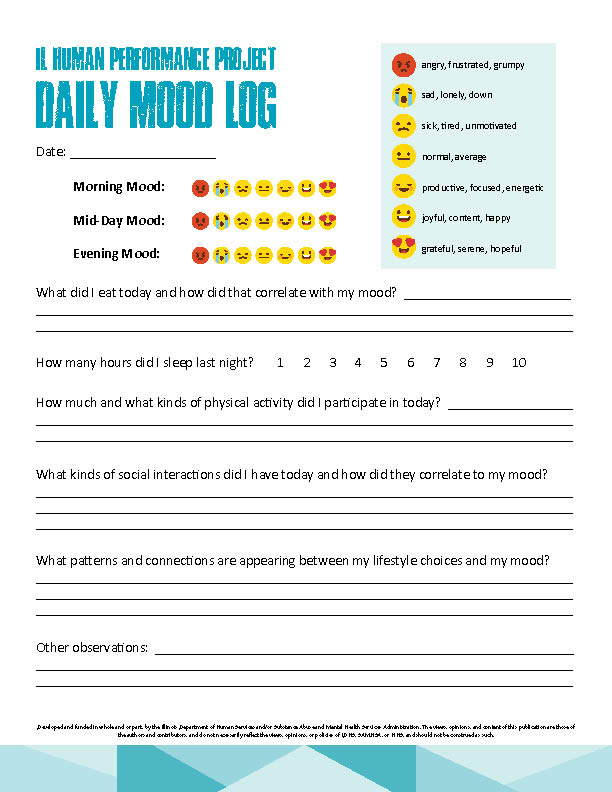 IL HUMAN PERFORMANCE PROJECT
DAILY MOOD LOG
Date:
Morning Mood:
Mid-Day Mood:
Evening Mood:
angry, frustrated, grumpy
sad, lonely, down
sick, tired, unmotivated
normal, average
productive, focused, energetic
joyful, content, happy
grateful, serene, hopeful
What did I eat today and how did that correlate with my mood?
How many hours did I sleep last night? 1 2 3 4 5 6 7 8 9 10
How much and what kinds of physical activity did I participate in today?
What kinds of social interactions did I have today and how did they correlate to my mood?
What patterns and connections are appearing between my lifestyle choices and my mood?
Other observations:
Developed and funded in whole and or part, by the Illinois Department of Human Services and/or Substance Abuse and Mental Health Services Administration. The views, opinions, and content of this publication are those of
the authors and contributors, and do not necessarily reflect the views, opinions, or policies of IDHS, SAMHSA, or HHS, and should not be construed as such.